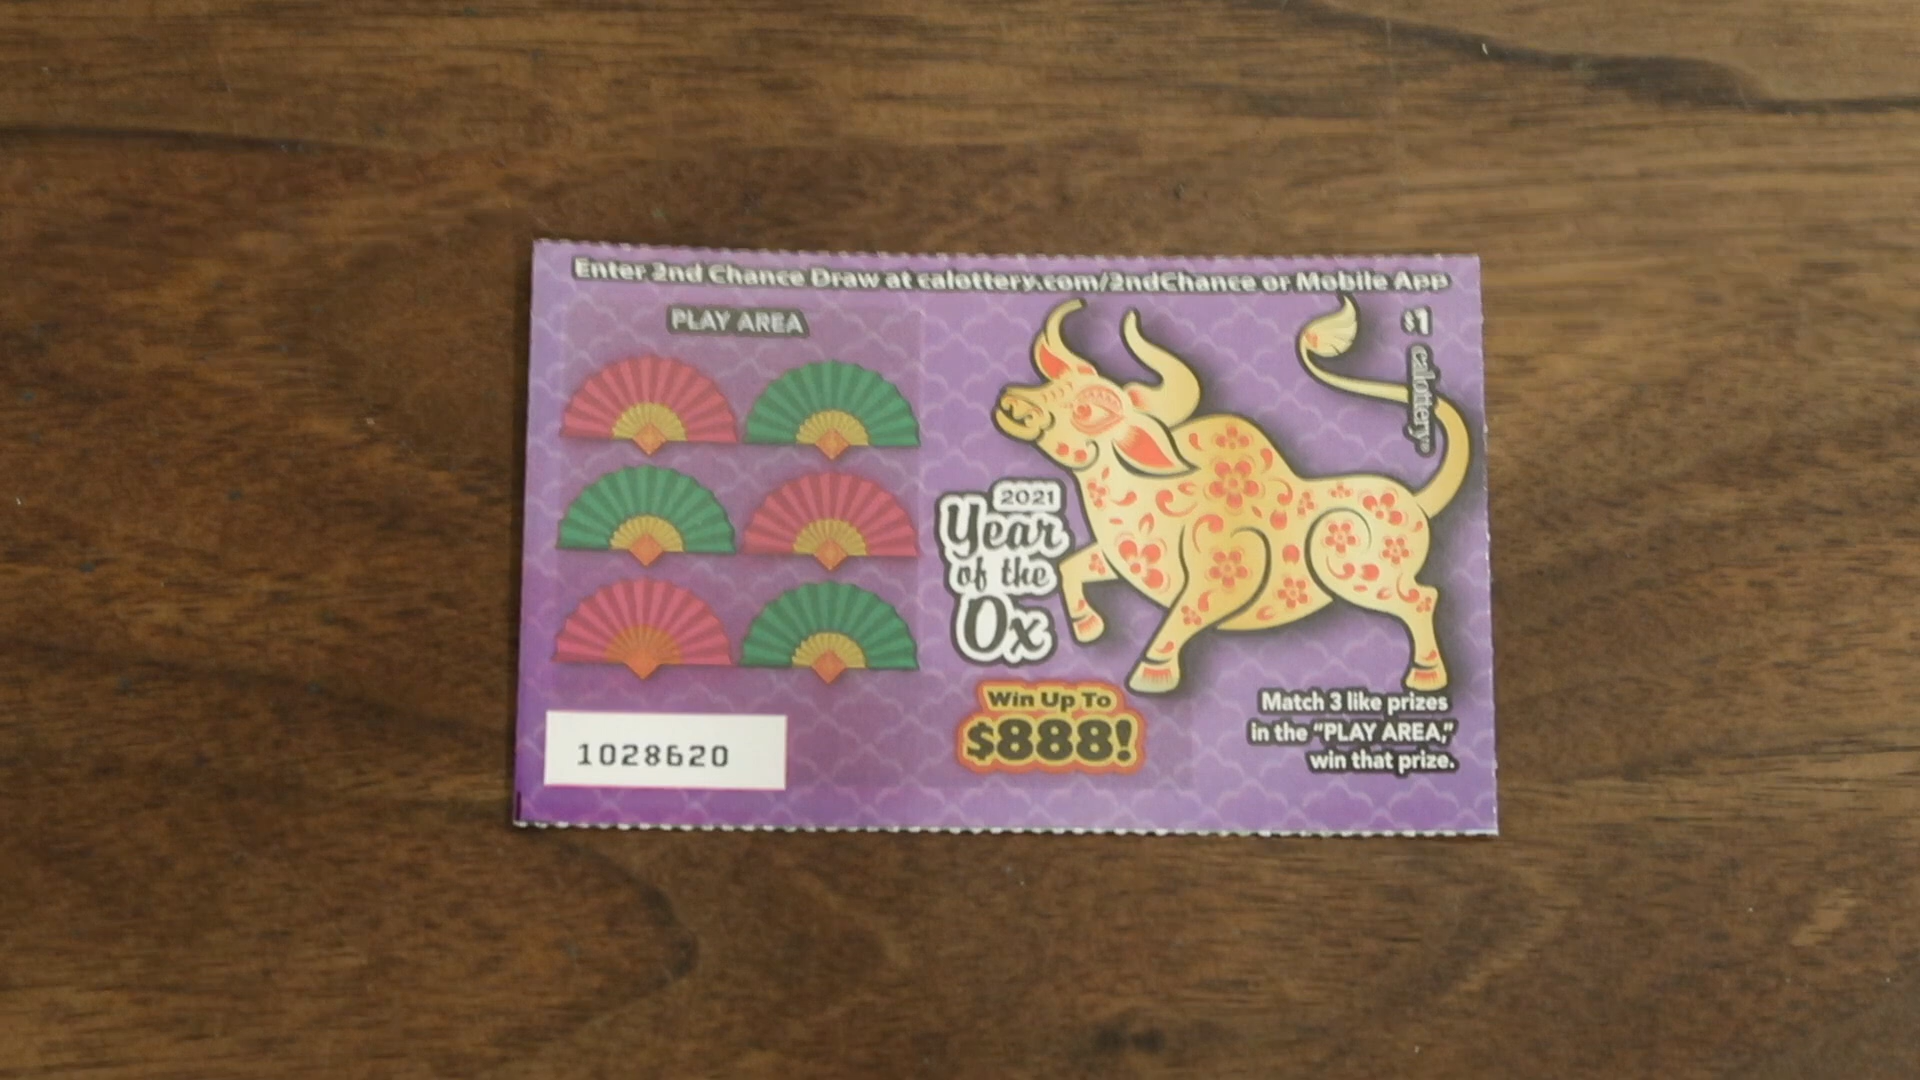 Enter 2nd Chance Draw at calottery.com/2ndChance or Mobile App
PLAY AREA
$1
calottery
2021
Year
of the
Ox
Win Up To
$888!
Match 3 like prizes
in the "PLAY AREA,"
win that prize.
1028620